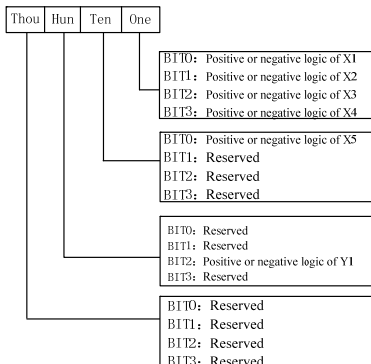 Thou Hun Ten One
BIT0: Positive or negative logic of X1
BIT1: Positive or negative logic of X2
BIT2: Positive or negative logic of X3
BIT3: Positive or negative logic of X4
BIT0: Positive or negative logic of X5
BIT1: Reserved
BIT2: Reserved
BIT3: Reserved
BIT0: Reserved
BIT1: Reserved
BIT2: Positive or negative logic of Y1
BIT3: Reserved
BIT0: Reserved
BIT1: Reserved
BIT2: Reserved
BIT3: Reserved